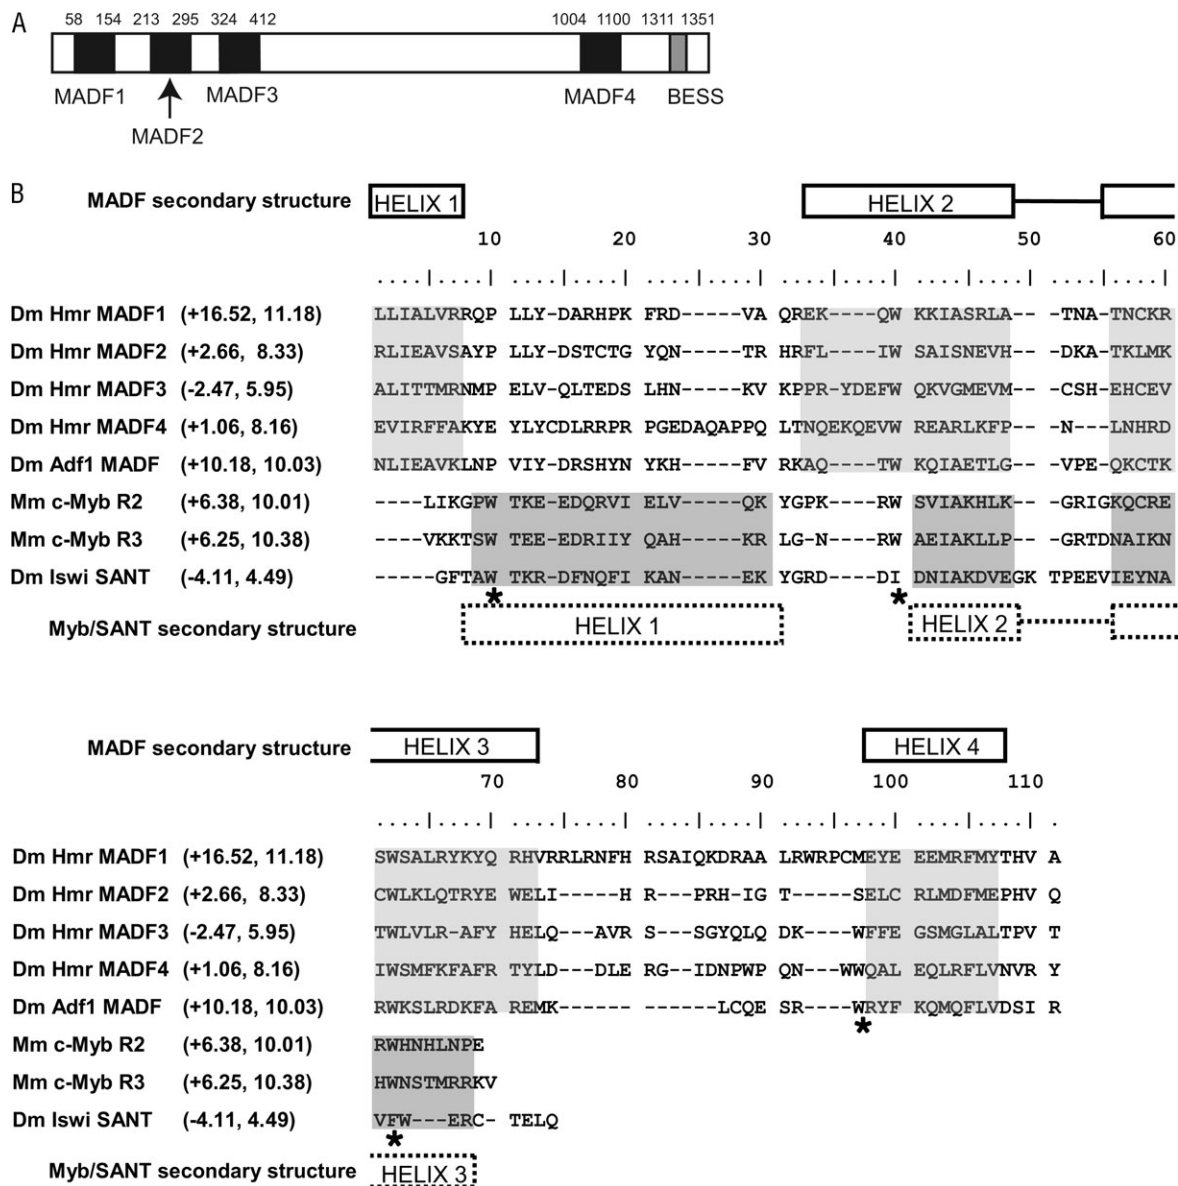 A
58 154 213 295 324 412 1004 1100 1311 1351
MADF1 MADF3 MADF4 BESS
MADF2
B
MADF secondary structure HELIX 1 HELIX 2
10 20 30 40 50 60
Dm Hmr MADF1 (+16.52, 11.18) LLIALVRRQP LLY-DARHPK FRD-----VA QREK----QW KKIASRLA-- -TNA-TNCKR
Dm Hmr MADF2 (+2.66, 8.33) RLIEAVSAYP LLY-DSTCTG YQN-----TR HRFL----IW SAISNEVH-- -DKA-TKLMK
Dm Hmr MADF3 (-2.47, 5.95) ALITTMRNMP ELV-QLTEDS LHN-----KV KPPR-YDEFW QKVGMEVM-- -CSH-EHCEV
Dm Hmr MADF4 (+1.06, 8.16) EVIRFFAKYE YLYCDLRRPR PGEDAQAPPQ LTNQEKQEVW REARLKFP-- -N---LNHRD
Dm Adf1 MADF (+10.18, 10.03) NLIEAVKLNP VIY-DRSHYN YKH-----FV RKAQ----TW KQIAETLG-- -VPE-QKCTK
Mm c-Myb R2 (+6.38, 10.01) -----LIKGPW TKE-EDQRVI ELV-----QK YGPK----RW SVIAKHLK-- -GRIGKQCRE
Mm c-Myb R3 (+6.25, 10.38) ----VKKTSW TEE-EDRIIY QAH-----KR LG-N----RW AEIAKLLP-- -GRTDNAIKN
Dm Iswi SANT (-4.11, 4.49) -----GFTAW TKRD-FNQFI KAN-----EK YGRD----DI DNIAKDVEGK TPEEVIEYNA
* *
Myb/SANT secondary structure HELIX 1 HELIX 2
MADF secondary structure HELIX 3 HELIX 4
70 80 90 100 110
Dm Hmr MADF1 (+16.52, 11.18) SWSALRYKYQ RHVRRLRNFH RSAIQKDRAA LRWRPCMEYE EEMRFMYTHV A
Dm Hmr MADF2 (+2.66, 8.33) CWLKLQTRYE WELI----H R---PRH-IG T-----SELC RLMDFMEPHV Q
Dm Hmr MADF3 (-2.47, 5.95) TWLVLR-AFY HELQ---AVR S---SGYQLQ DK----WFFE GSMGLALTPV T
Dm Hmr MADF4 (+1.06, 8.16) IWSMFKFAFR TYLD---DLER RG--IDNPWP QN---WWQAL EQLRFLVNVR Y
Dm Adf1 MADF (+10.18, 10.03) RWKSLRDKFA REMK------ ------LCQE SR----WRYF KQMQFLVDSI R
*
Mm c-Myb R2 (+6.38, 10.01) RWHNHLNPE
Mm c-Myb R3 (+6.25, 10.38) HWNSTMRRKV
Dm Iswi SANT (-4.11, 4.49) VFW---ERC- TELQ
*
Myb/SANT secondary structure HELIX 3